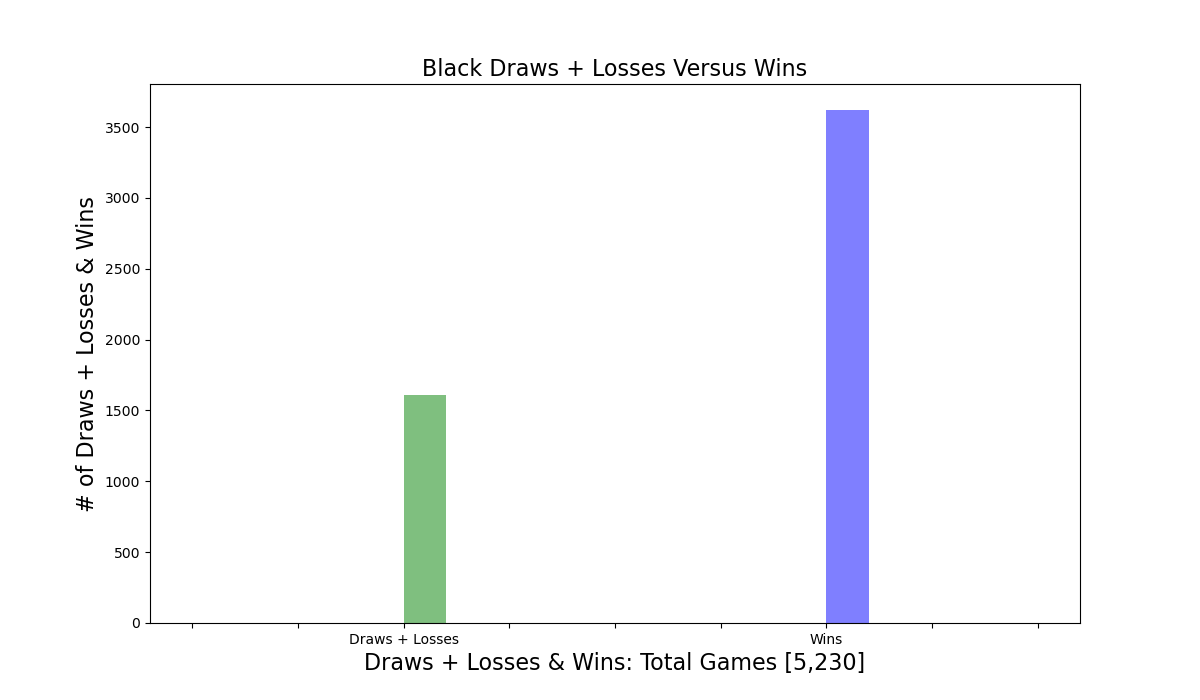 Black Draws + Losses Versus Wins
# of Draws + Losses & Wins
3500
3000
2500
2000
1500
1000
500
0
Draws + Losses
Wins
Draws + Losses & Wins: Total Games [5,230]